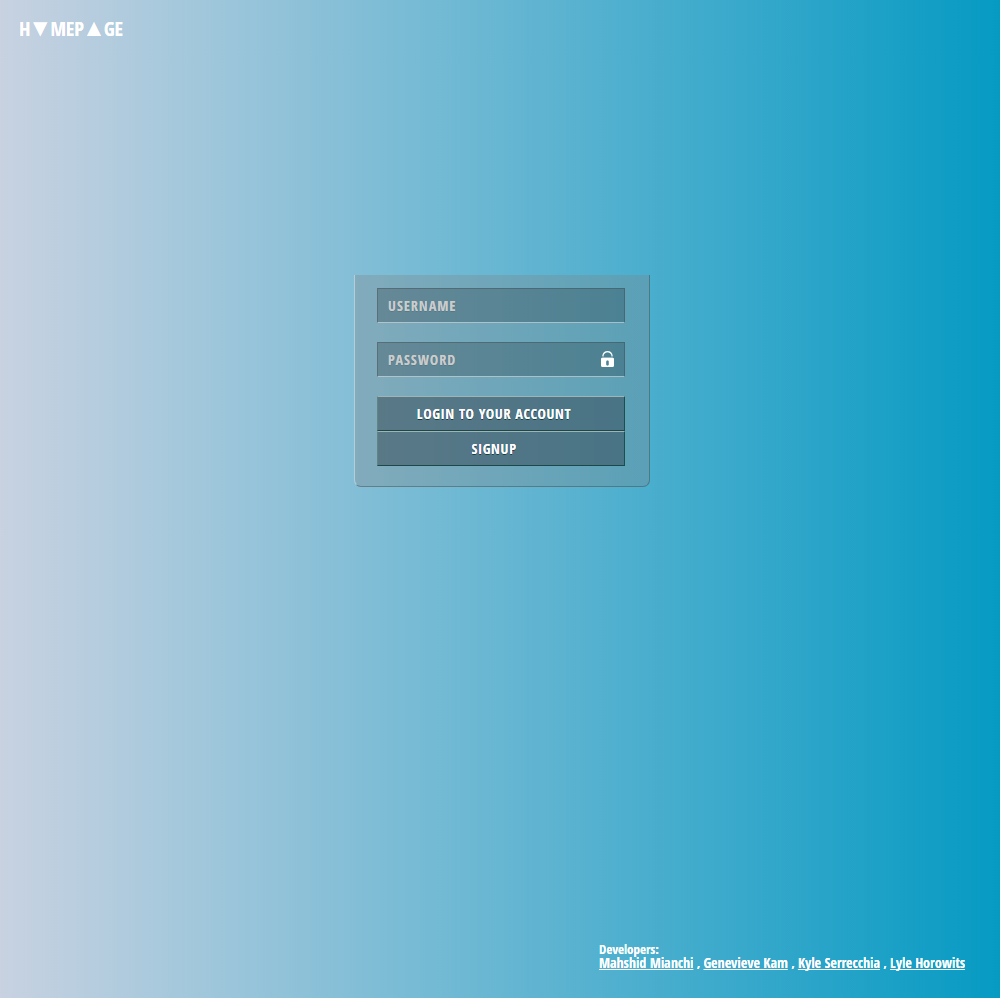 H▼MEP▲GE
USERNAME
PASSWORD
LOGIN TO YOUR ACCOUNT
SIGNUP
Developers:
Mahshid Mianchi , Genevieve Kam , Kyle Serrecchia , Lyle Horowits